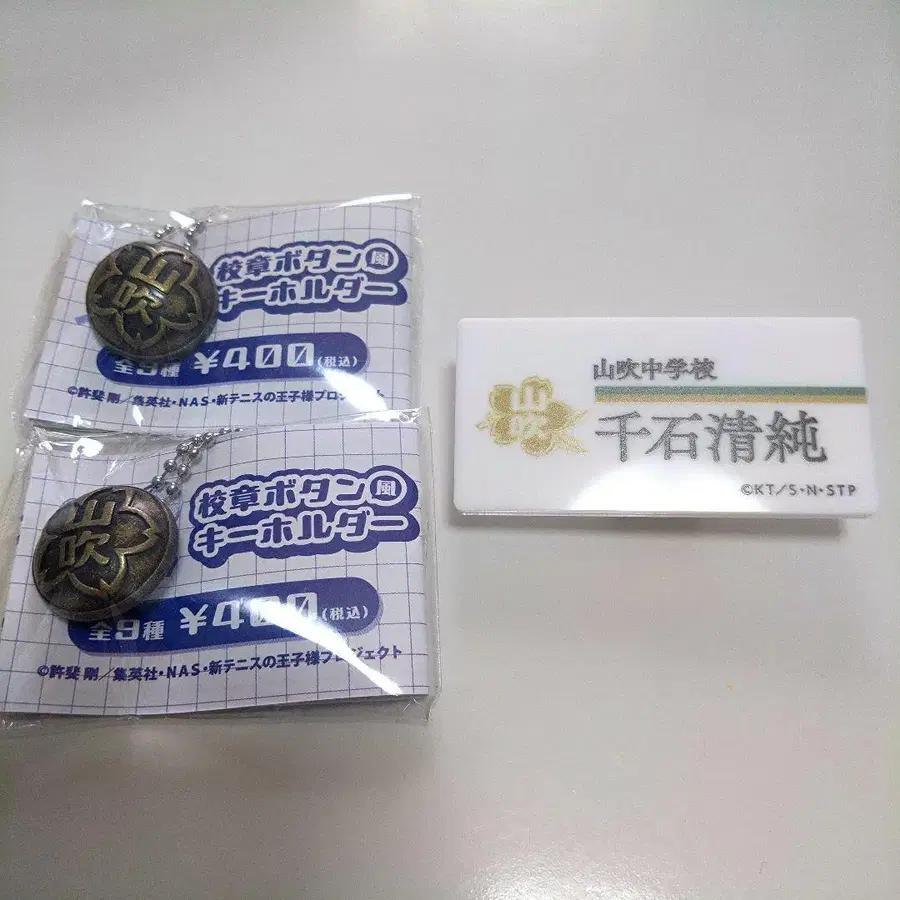 山吹
校章ボタン風
キーホルダー
全9種 ¥400(税込)
©許斐 剛/集英社・NAS・新テニスの王子様プロジェクト
山吹
校章ボタン風
キーホルダー
全9種 ¥400(税込)
©許斐 剛/集英社・NAS・新テニスの王子様プロジェクト
山吹中学校
山吹
千石清純
©KT/S・N・STP